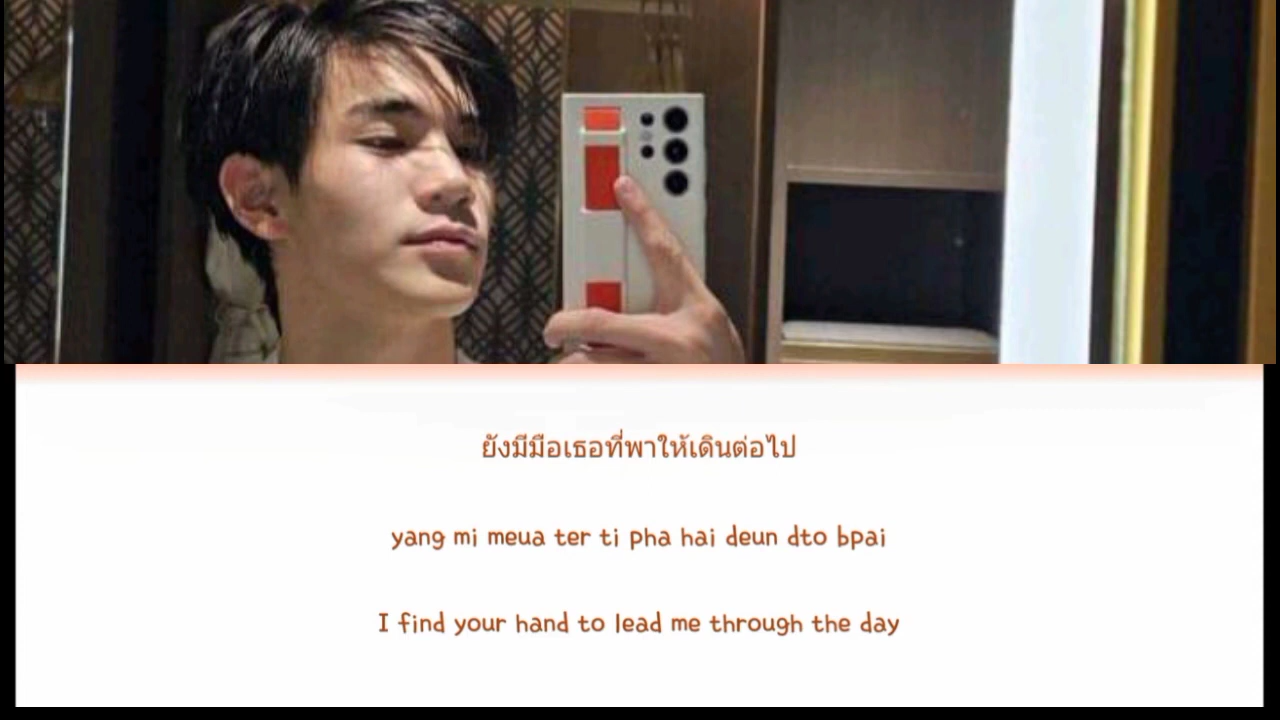 ยังมีมือเธอที่พาให้เดินต่อไป
yang mi meua ter ti pha hai deun dto bpai
I find your hand to lead me through the day